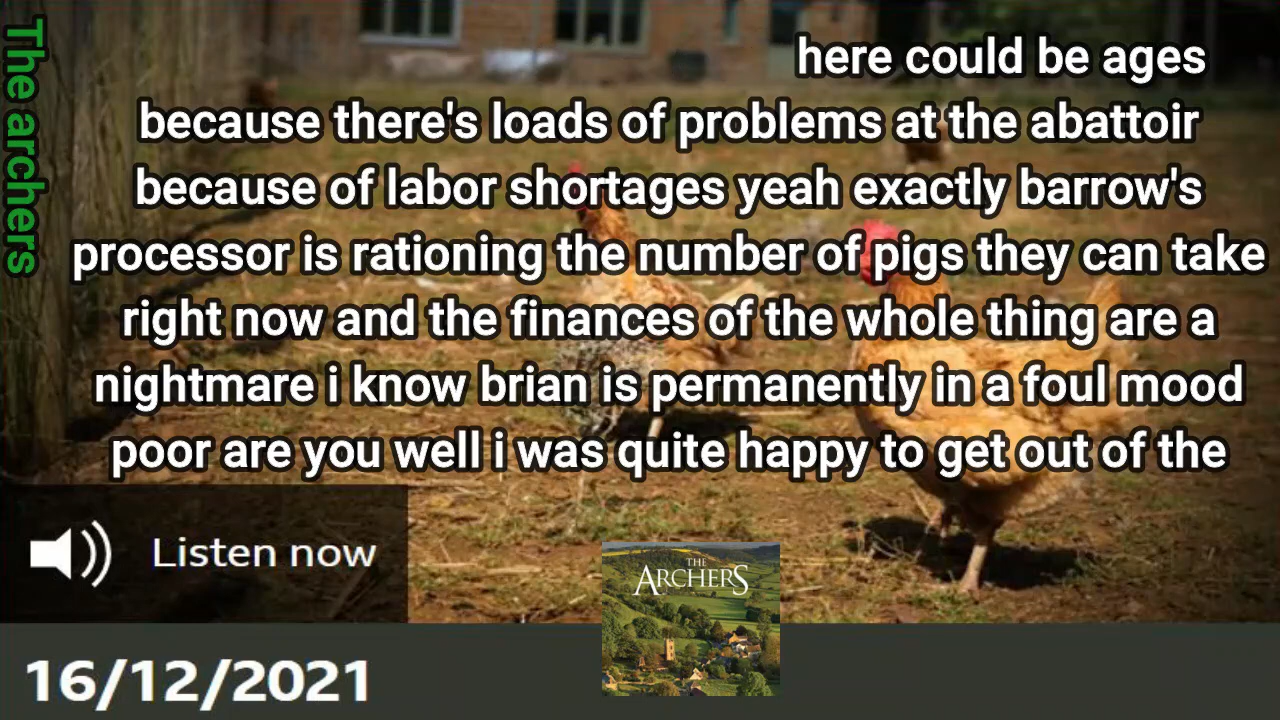 The archers
here could be ages
because there's loads of problems at the abattoir
because of labor shortages yeah exactly barrow's
processor is rationing the number of pigs they can take
right now and the finances of the whole thing are a
nightmare i know brian is permanently in a foul mood
poor are you well i was quite happy to get out of the
Listen now
THE
ARCHERS
16/12/2021